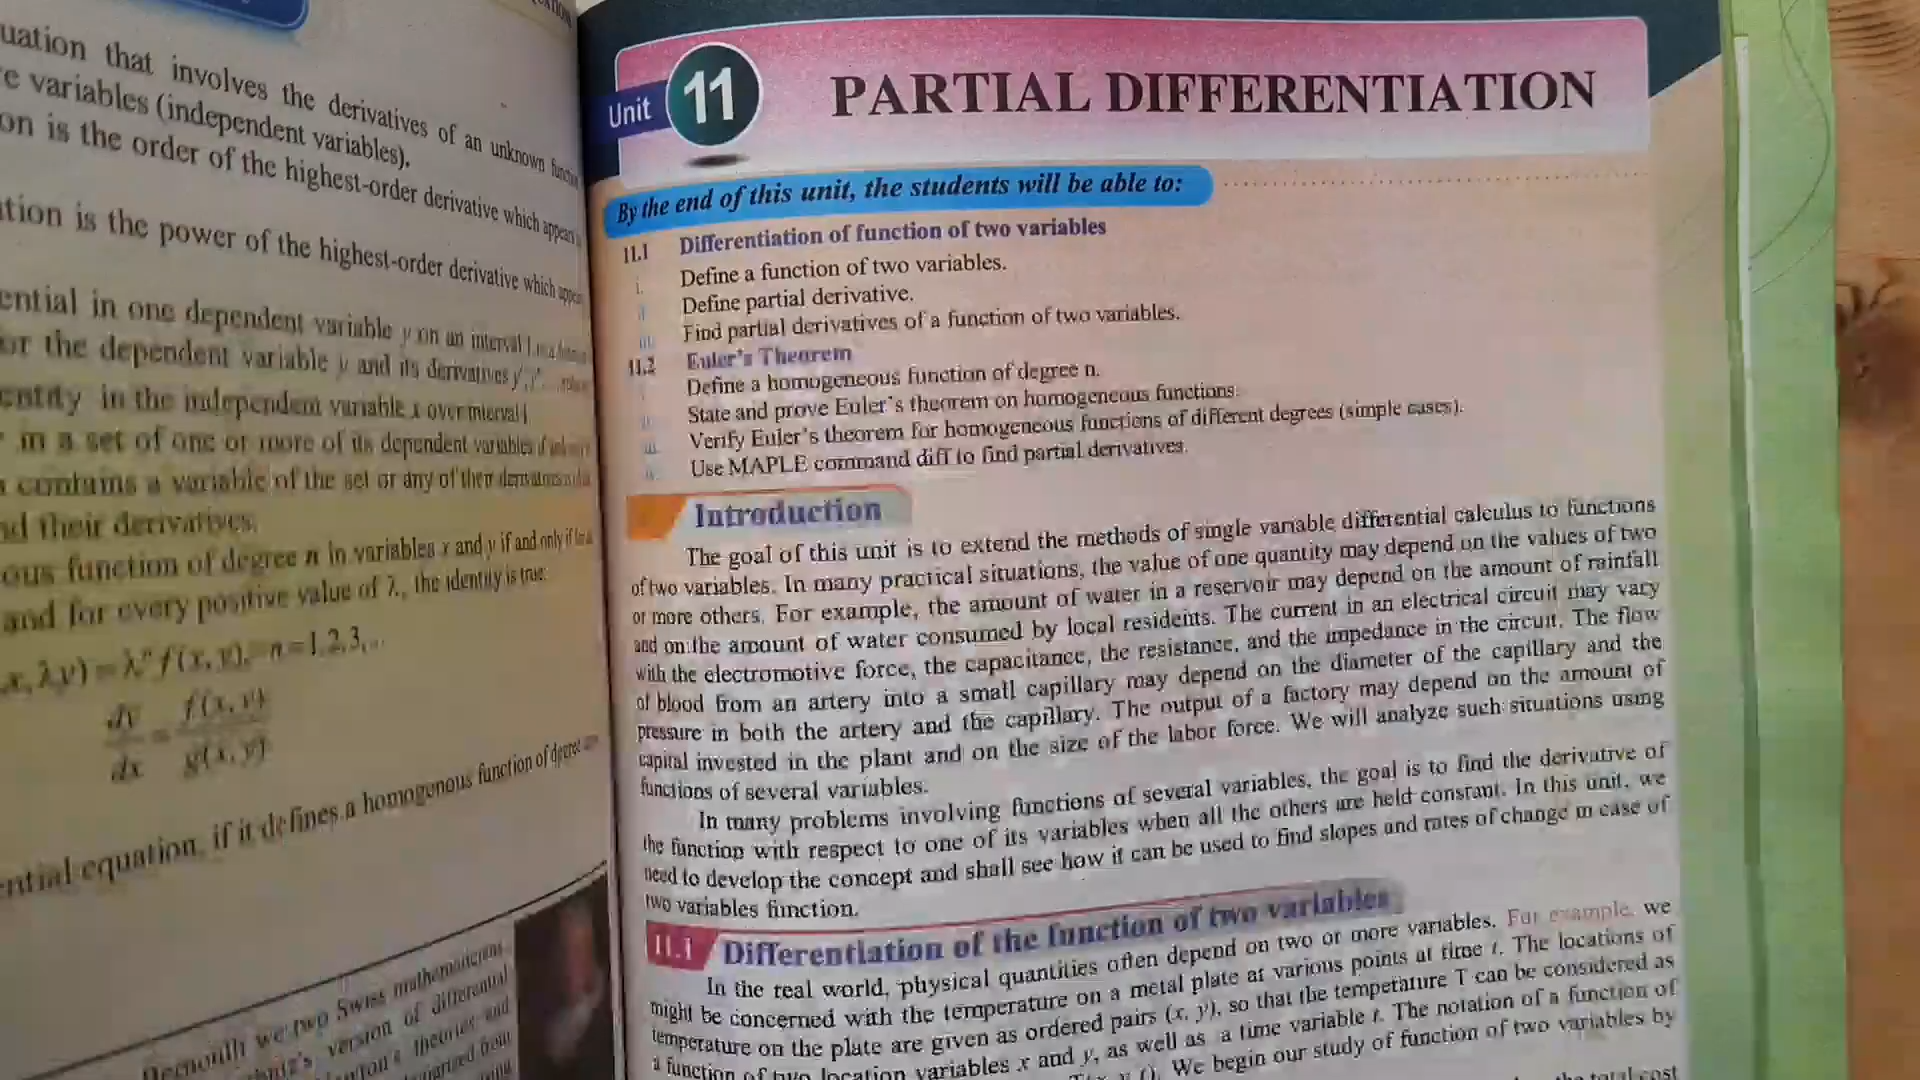 uation that involves the derivatives of an unknown
e variables (independent variables).
on is the order of the highest-order derivative which appears
tion is the power of the highest-order derivative which
ential in one dependent variable y on an interval
or the dependent variable y and its derivatives
entity in the independent variable x over interval I
in a set of one or more of its dependent variables
contains a variable of the set or any of their
nd their derivatives.
ous function of degree n in variables x and y if and only if
and for every positive value of λ, the identity is true:
x, λy) = λⁿ f(x, y), n=1,2,3,...
dy/dx = f(x, y)/g(x, y)
ential equation, if it defines a homogenous function of degree
we two Swiss mathematicians
version of differential
theories and
from
Unit 11 PARTIAL DIFFERENTIATION
By the end of this unit, the students will be able to:
11.1 Differentiation of function of two variables
i. Define a function of two variables.
ii. Define partial derivative.
iii. Find partial derivatives of a function of two variables.
11.2 Euler's Theorem
i. Define a homogeneous function of degree n.
ii. State and prove Euler's theorem on homogeneous functions.
iii. Verify Euler's theorem for homogeneous functions of different degrees (simple cases).
iv. Use MAPLE command diff to find partial derivatives.
Introduction
The goal of this unit is to extend the methods of single variable differential calculus to functions
of two variables. In many practical situations, the value of one quantity may depend on the values of two
or more others. For example, the amount of water in a reservoir may depend on the amount of rainfall
and on the amount of water consumed by local residents. The current in an electrical circuit may vary
with the electromotive force, the capacitance, the resistance, and the impedance in the circuit. The flow
of blood from an artery into a small capillary may depend on the diameter of the capillary and the
pressure in both the artery and the capillary. The output of a factory may depend on the amount of
capital invested in the plant and on the size of the labor force. We will analyze such situations using
functions of several variables.
In many problems involving functions of several variables, the goal is to find the derivative of
the function with respect to one of its variables when all the others are held constant. In this unit, we
need to develop the concept and shall see how it can be used to find slopes and rates of change in case of
two variables function.
11.1 Differentiation of the function of two variables
In the real world, physical quantities often depend on two or more variables. For example, we
might be concerned with the temperature on a metal plate at various points at time t. The locations of
temperature on the plate are given as ordered pairs (x, y), so that the temperature T can be considered as
a function of two location variables x and y, as well as a time variable t. The notation of a function of
We begin our study of function of two variables by
the total cost